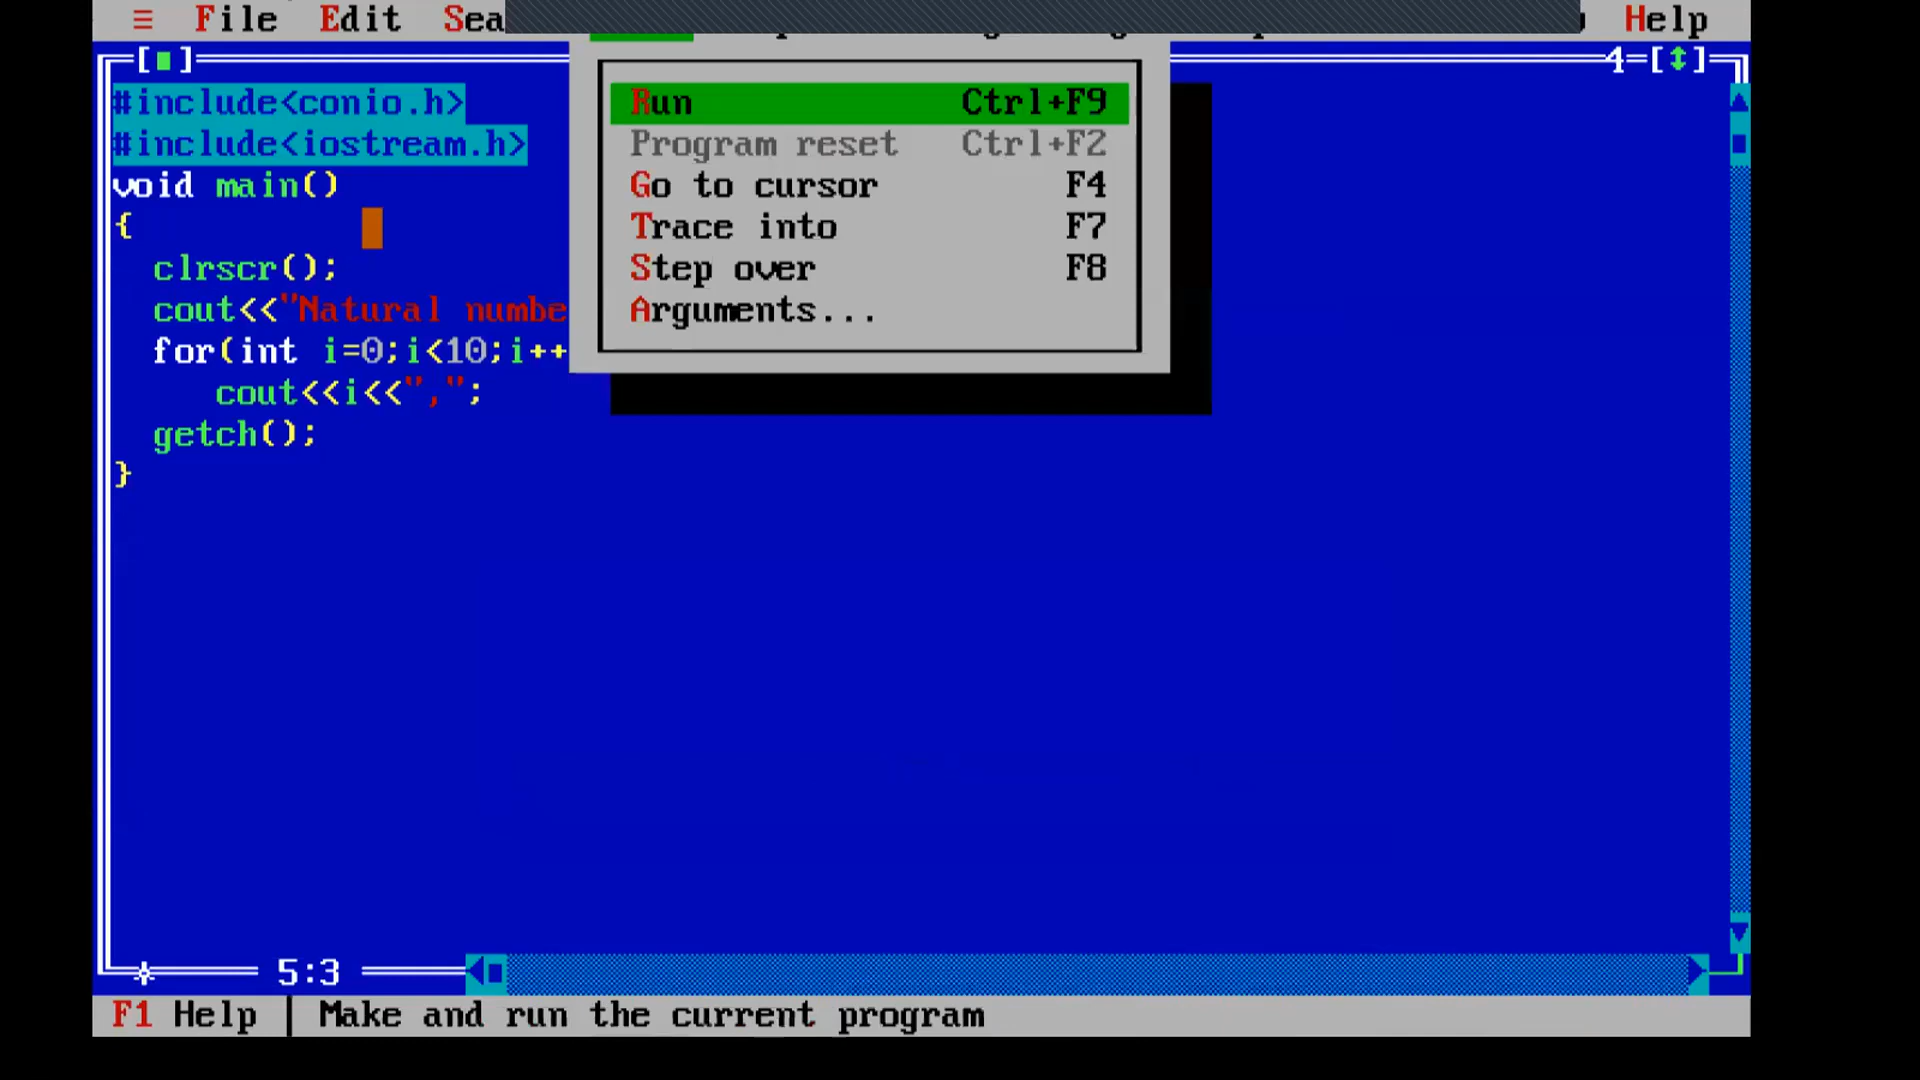 ≡ File Edit Sea Help
[■] 4=[↕]
#include<conio.h>
#include<iostream.h>
void main()
{
clrscr();
cout<<"Natural numbe
for(int i=0;i<10;i++
cout<<i<<",";
getch();
}
Run Ctrl+F9
Program reset Ctrl+F2
Go to cursor F4
Trace into F7
Step over F8
Arguments...
5:3
F1 Help | Make and run the current program